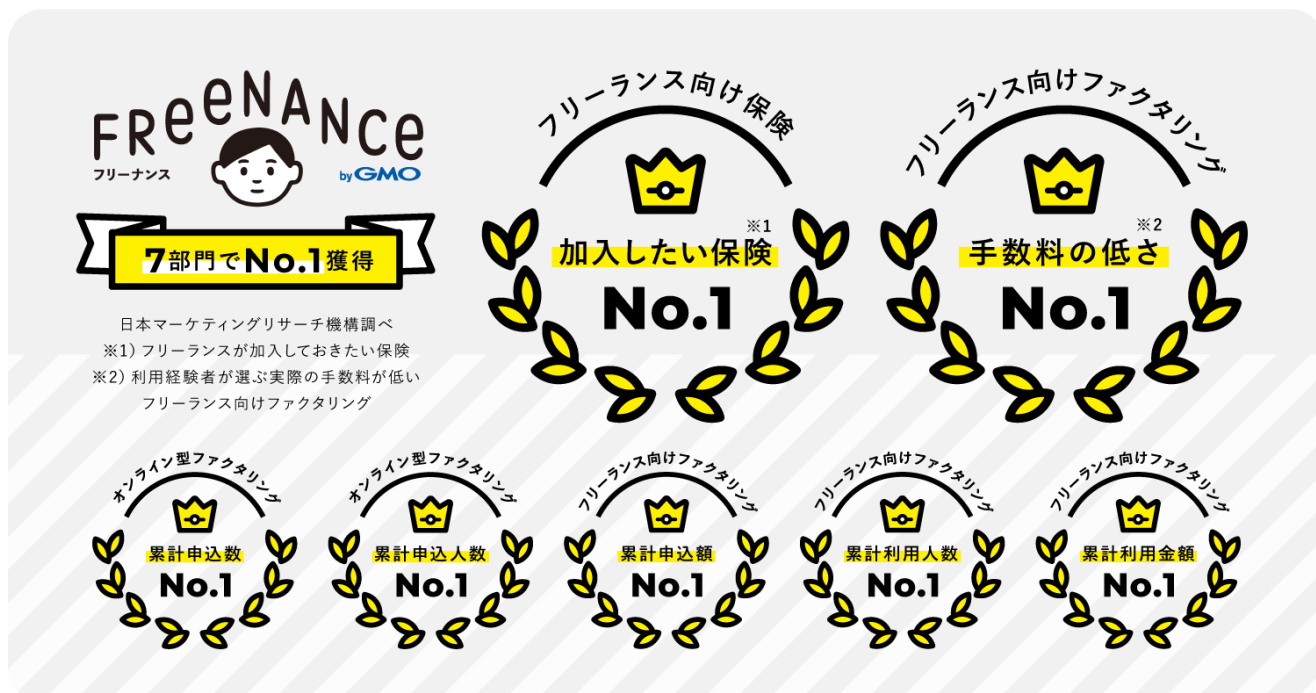 FReeNANce
フリーナンス
by GMO
7部門でNo.1獲得
日本マーケティングリサーチ機構調べ
※1) フリーランスが加入しておきたい保険
※2) 利用経験者が選ぶ実際の手数料が低い
フリーランス向けファクタリング
フリーランス向け保険
※1
加入したい保険
No.1
フリーランス向けファクタリング
※2
手数料の低さ
No.1
オンライン型ファクタリング
累計申込数
No.1
オンライン型ファクタリング
累計申込人数
No.1
フリーランス向けファクタリング
累計申込額
No.1
フリーランス向けファクタリング
累計利用人数
No.1
フリーランス向けファクタリング
累計利用金額
No.1